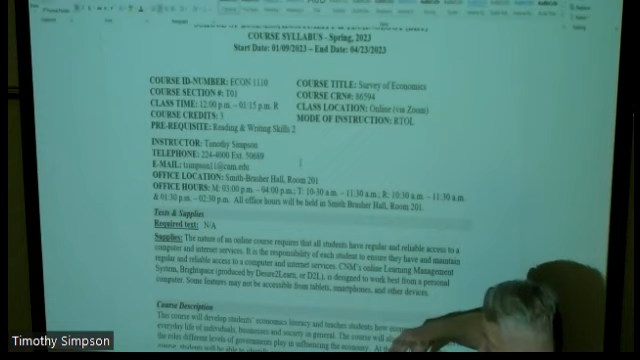 COURSE SYLLABUS - Spring, 2023
Start Date: 01/09/2023 – End Date: 04/23/2023
COURSE ID-NUMBER: ECON 1110
COURSE TITLE: Survey of Economics
COURSE SECTION #: T01
COURSE CRN#: 86594
CLASS TIME: 12:00 p.m. – 01:15 p.m. R
CLASS LOCATION: Online (via Zoom)
COURSE CREDITS: 3
MODE OF INSTRUCTION: RTOL
PRE-REQUISITE: Reading & Writing Skills 2
INSTRUCTOR: Timothy Simpson
TELEPHONE: 224-4000 Ext. 50689
E-MAIL: tsimpson11@cnm.edu
OFFICE LOCATION: Smith-Brasher Hall, Room 201
OFFICE HOURS: M: 03:00 p.m. – 04:00 p.m.; T: 10:30 a.m. – 11:30 a.m.; R: 10:30 a.m. – 11:30 a.m.
& 01:30 p.m. – 02:30 p.m. All office hours will be held in Smith Brasher Hall, Room 201.
Texts & Supplies
Required text: N/A
Supplies: The nature of an online course requires that all students have regular and reliable access to a
computer and internet services. It is the responsibility of each student to ensure they have and maintain
regular and reliable access to a computer and internet services. CNM's online Learning Management
System, Brightspace (produced by Desire2Learn, or D2L), is designed to work best from a personal
computer. Some features may not be accessible from tablets, smartphones, and other devices.
Course Description
This course will develop students' economics literacy and teaches students how
everyday life of individuals, businesses and society in general. The course will
the roles different levels of government play in influencing the economy. At the
course, students will be able to
Timothy Simpson